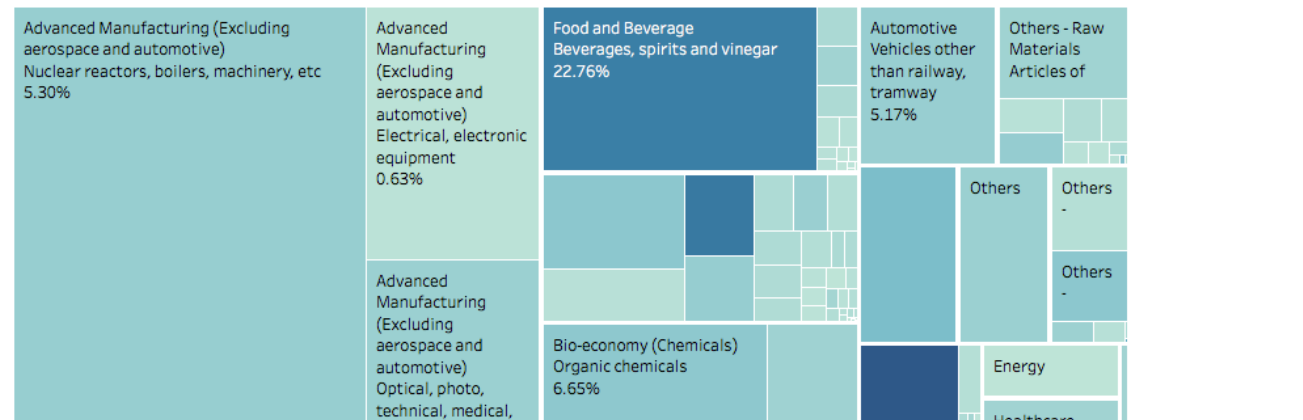 Advanced Manufacturing (Excluding
aerospace and automotive)
Nuclear reactors, boilers, machinery, etc
5.30%
Advanced
Manufacturing
(Excluding
aerospace and
automotive)
Electrical, electronic
equipment
0.63%
Advanced
Manufacturing
(Excluding
aerospace and
automotive)
Optical, photo,
technical, medical,
Food and Beverage
Beverages, spirits and vinegar
22.76%
Bio-economy (Chemicals)
Organic chemicals
6.65%
Automotive
Vehicles other
than railway,
tramway
5.17%
Others - Raw
Materials
Articles of
Others
Others
-
Others
-
Energy
Healthcare